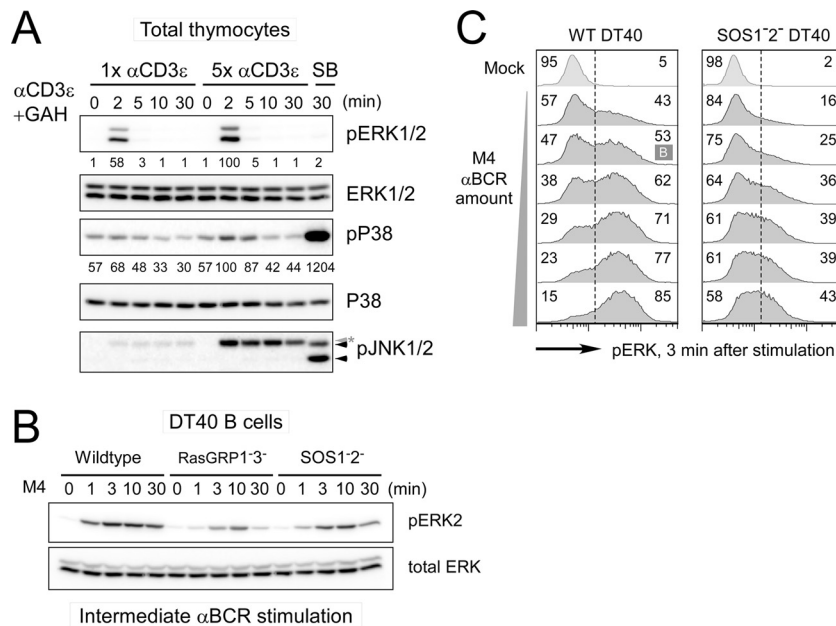 A
Total thymocytes
1x αCD3ε 5x αCD3ε SB
αCD3ε
+GAH
0 2 5 10 30 0 2 5 10 30 30 (min)
pERK1/2
1 58 3 1 1 1 100 5 1 1 2
ERK1/2
pP38
57 68 48 33 30 57 100 87 42 44 1204
P38
*
pJNK1/2
B
DT40 B cells
Wildtype RasGRP1-3- SOS1-2-
M4 0 1 3 10 30 0 1 3 10 30 0 1 3 10 30 (min)
pERK2
total ERK
Intermediate αBCR stimulation
C
WT DT40 SOS1-2- DT40
Mock 95 5 98 2
57 43 84 16
47 53 75 25
B
M4
αBCR
amount
38 62 64 36
29 71 61 39
23 77 61 39
15 85 58 43
pERK, 3 min after stimulation